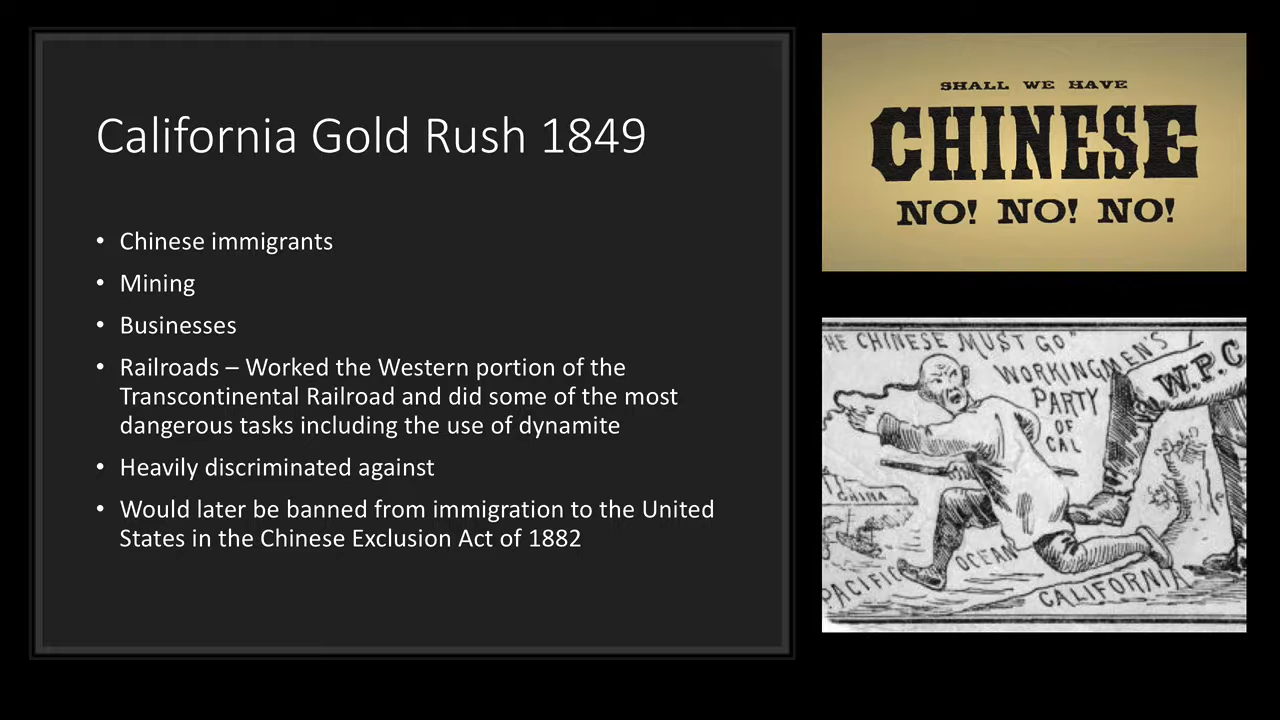 California Gold Rush 1849
• Chinese immigrants
• Mining
• Businesses
• Railroads – Worked the Western portion of the
Transcontinental Railroad and did some of the most
dangerous tasks including the use of dynamite
• Heavily discriminated against
• Would later be banned from immigration to the United
States in the Chinese Exclusion Act of 1882
SHALL WE HAVE
CHINESE
NO! NO! NO!
HE CHINESE MUST GO"
WORKINGMEN'S
PARTY
OF
CAL
W.P.C
CHINA
PACIFIC OCEAN
CALIFORNIA